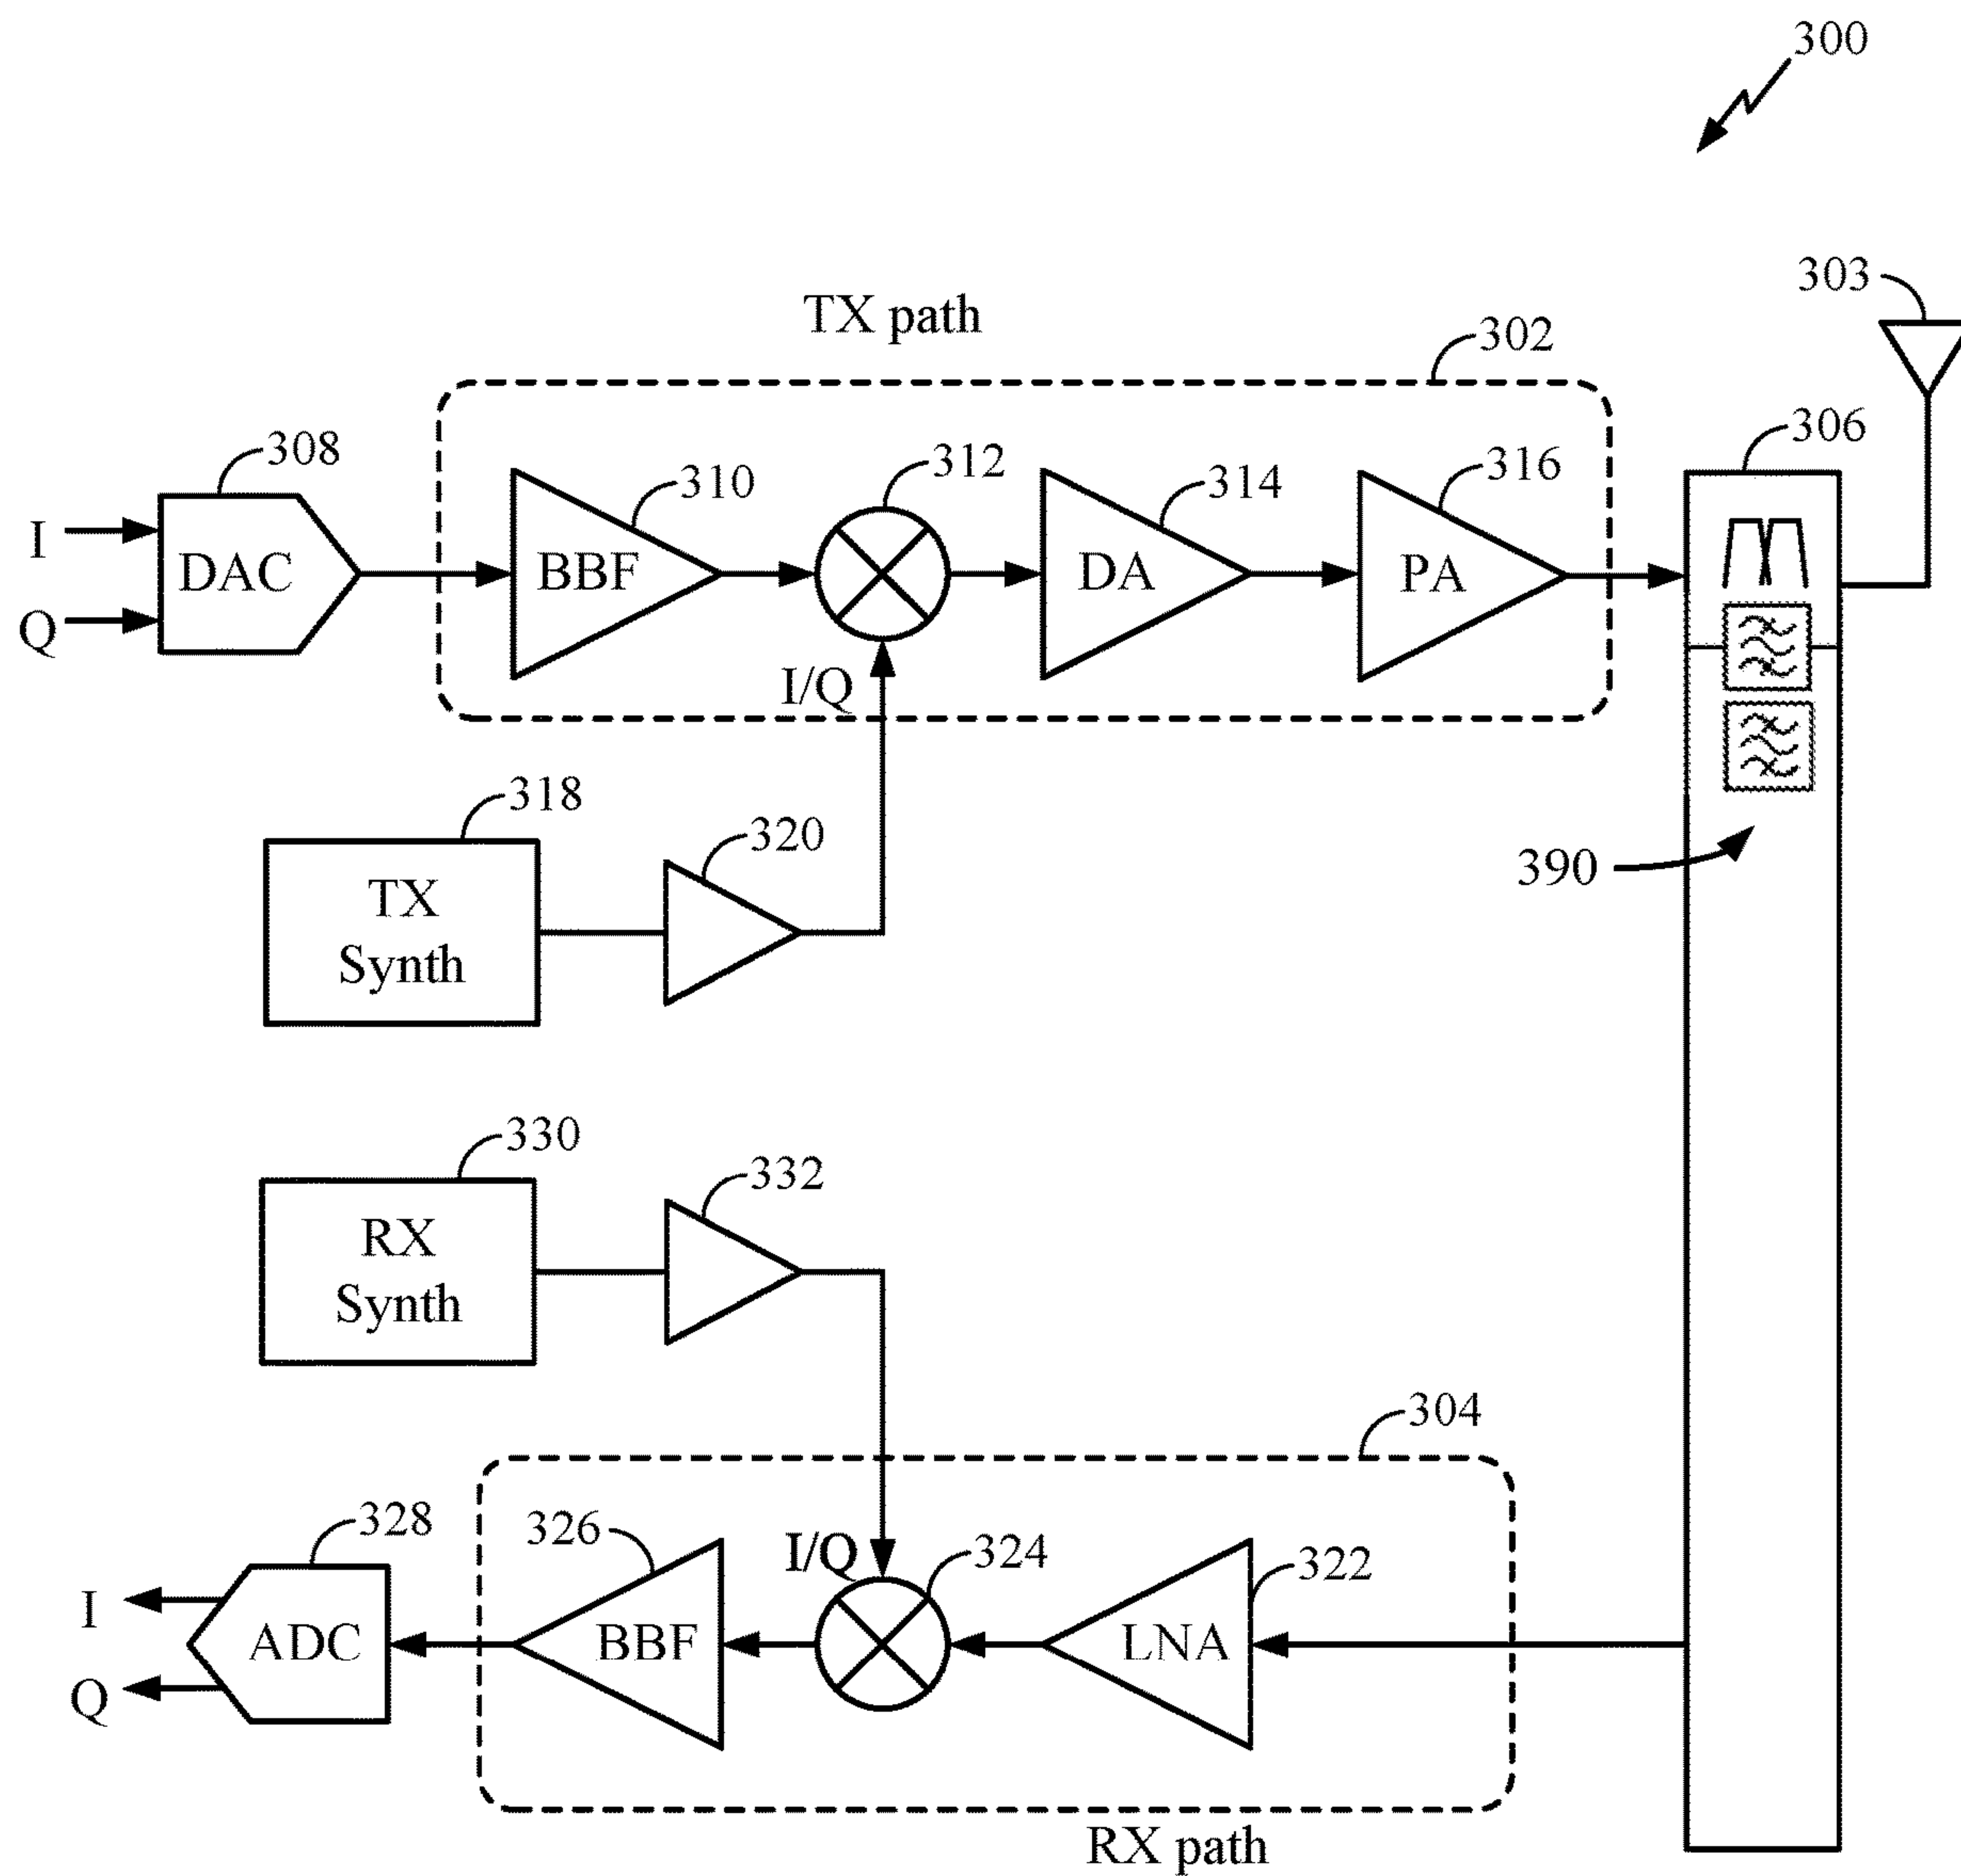 300
303
TX path
302
306
308
310
312
314
316
I
DAC
BBF
DA
PA
Q
I/Q
318
320
390
TX
Synth
330
332
RX
Synth
304
328
326
I/Q
324
322
I
ADC
BBF
LNA
Q
RX path